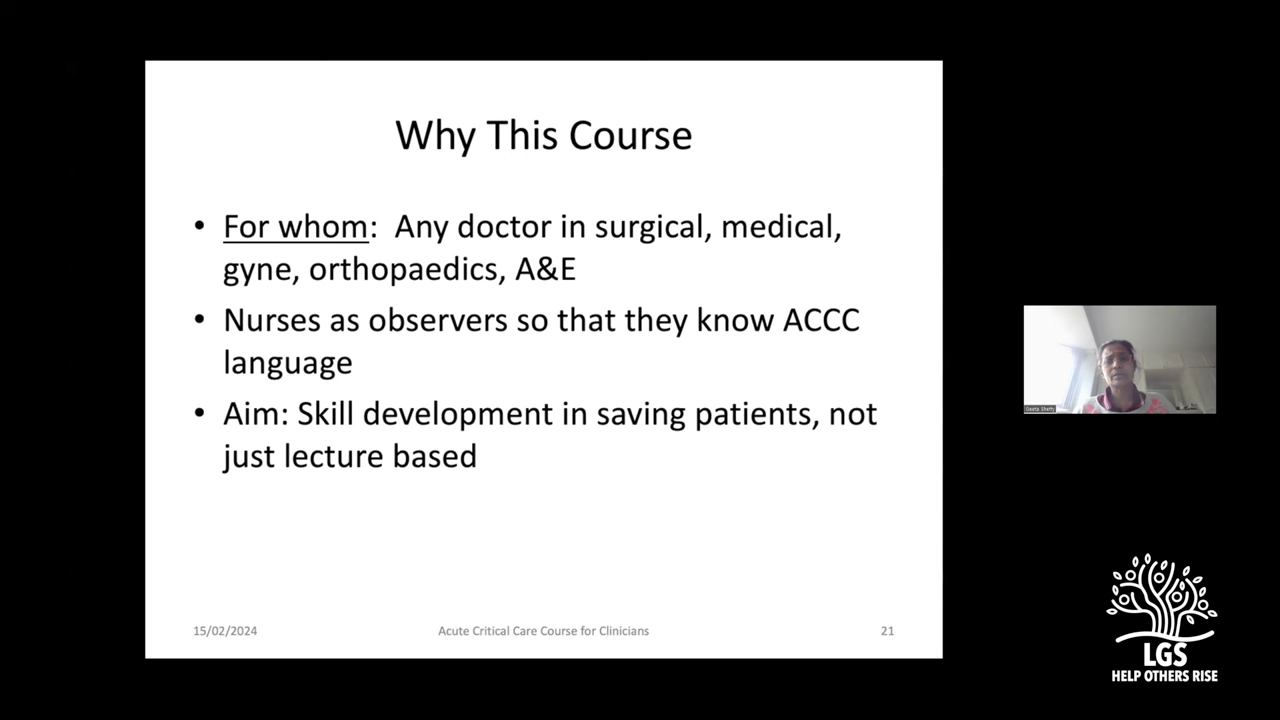 Why This Course
• For whom: Any doctor in surgical, medical,
gyne, orthopaedics, A&E
• Nurses as observers so that they know ACCC
language
• Aim: Skill development in saving patients, not
just lecture based
15/02/2024
Acute Critical Care Course for Clinicians
21
Geeta Shetty
LGS
HELP OTHERS RISE